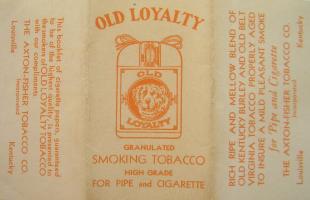 This booklet of cigarette papers, guaranteed
to be of the highest quality, is presented to
the smokers of OLD LOYALTY TOBACCO
with our compliments.
THE AXTON-FISHER TOBACCO CO.
Incorporated
Louisville Kentucky
OLD LOYALTY
OLD
LOYALTY
GRANULATED
SMOKING TOBACCO
HIGH GRADE
FOR PIPE and CIGARETTE
RICH RIPE AND MELLOW BLEND OF
OLD KENTUCKY BURLEY AND OLD BELT
VIRGINIA TOBACCO PROPERLY AGED
TO INSURE A MILD PLEASANT SMOKE
for Pipe and Cigarette
THE AXTON-FISHER TOBACCO CO.
Incorporated
Louisville Kentucky